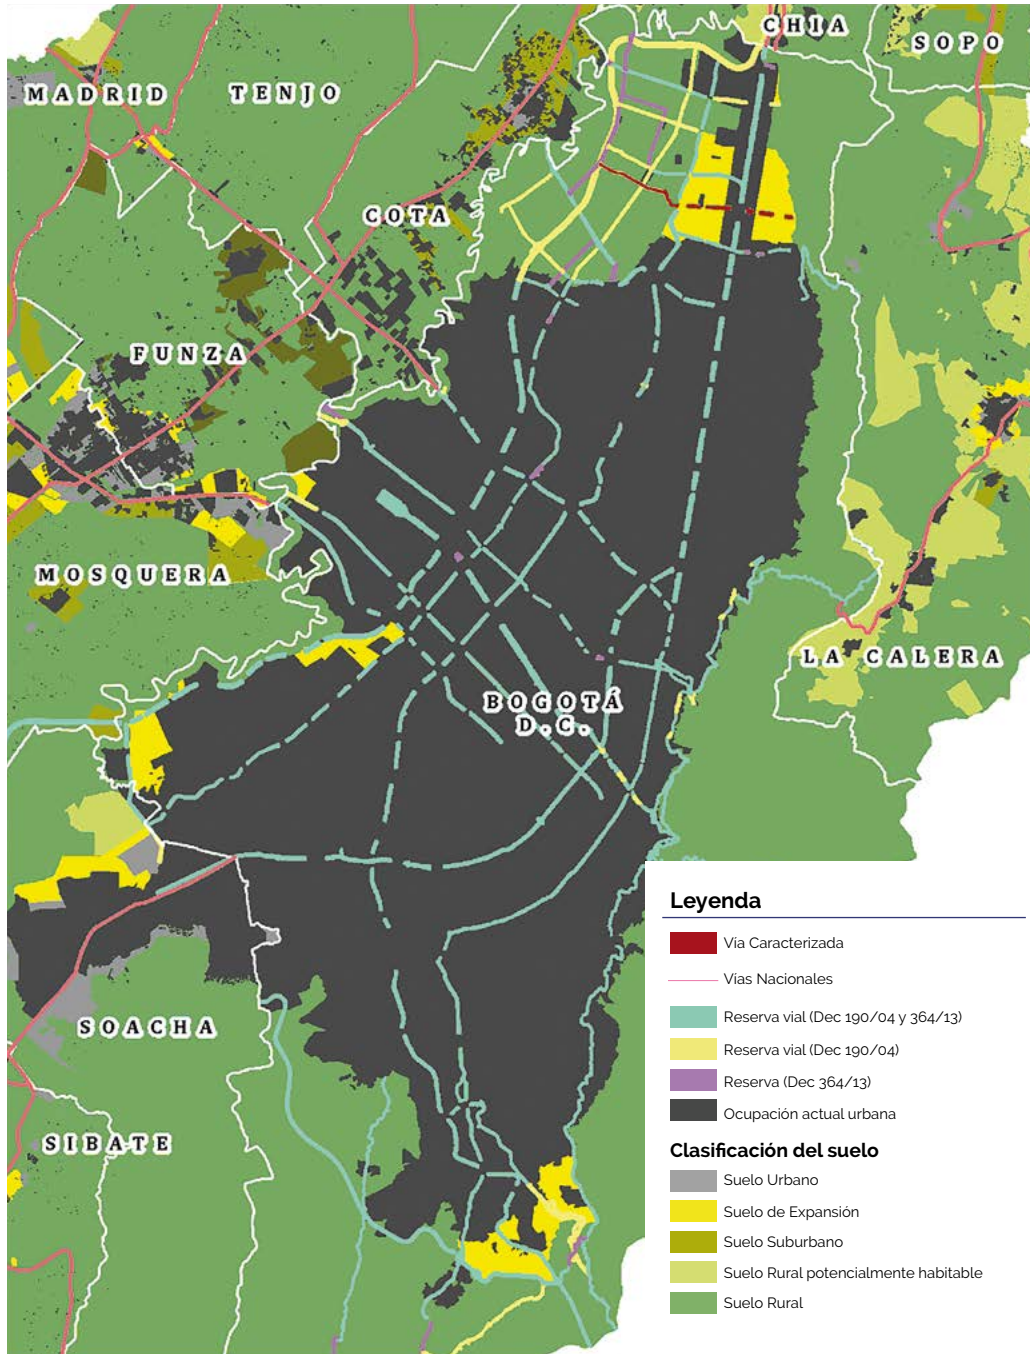 CHIA
SOPO
MADRID
TENJO
COTA
FUNZA
MOSQUERA
LA CALERA
BOGOTÁ
D.C.
SOACHA
SIBATE
Leyenda
Vía Caracterizada
Vías Nacionales
Reserva vial (Dec 190/04 y 364/13)
Reserva vial (Dec 190/04)
Reserva (Dec 364/13)
Ocupación actual urbana
Clasificación del suelo
Suelo Urbano
Suelo de Expansión
Suelo Suburbano
Suelo Rural potencialmente habitable
Suelo Rural